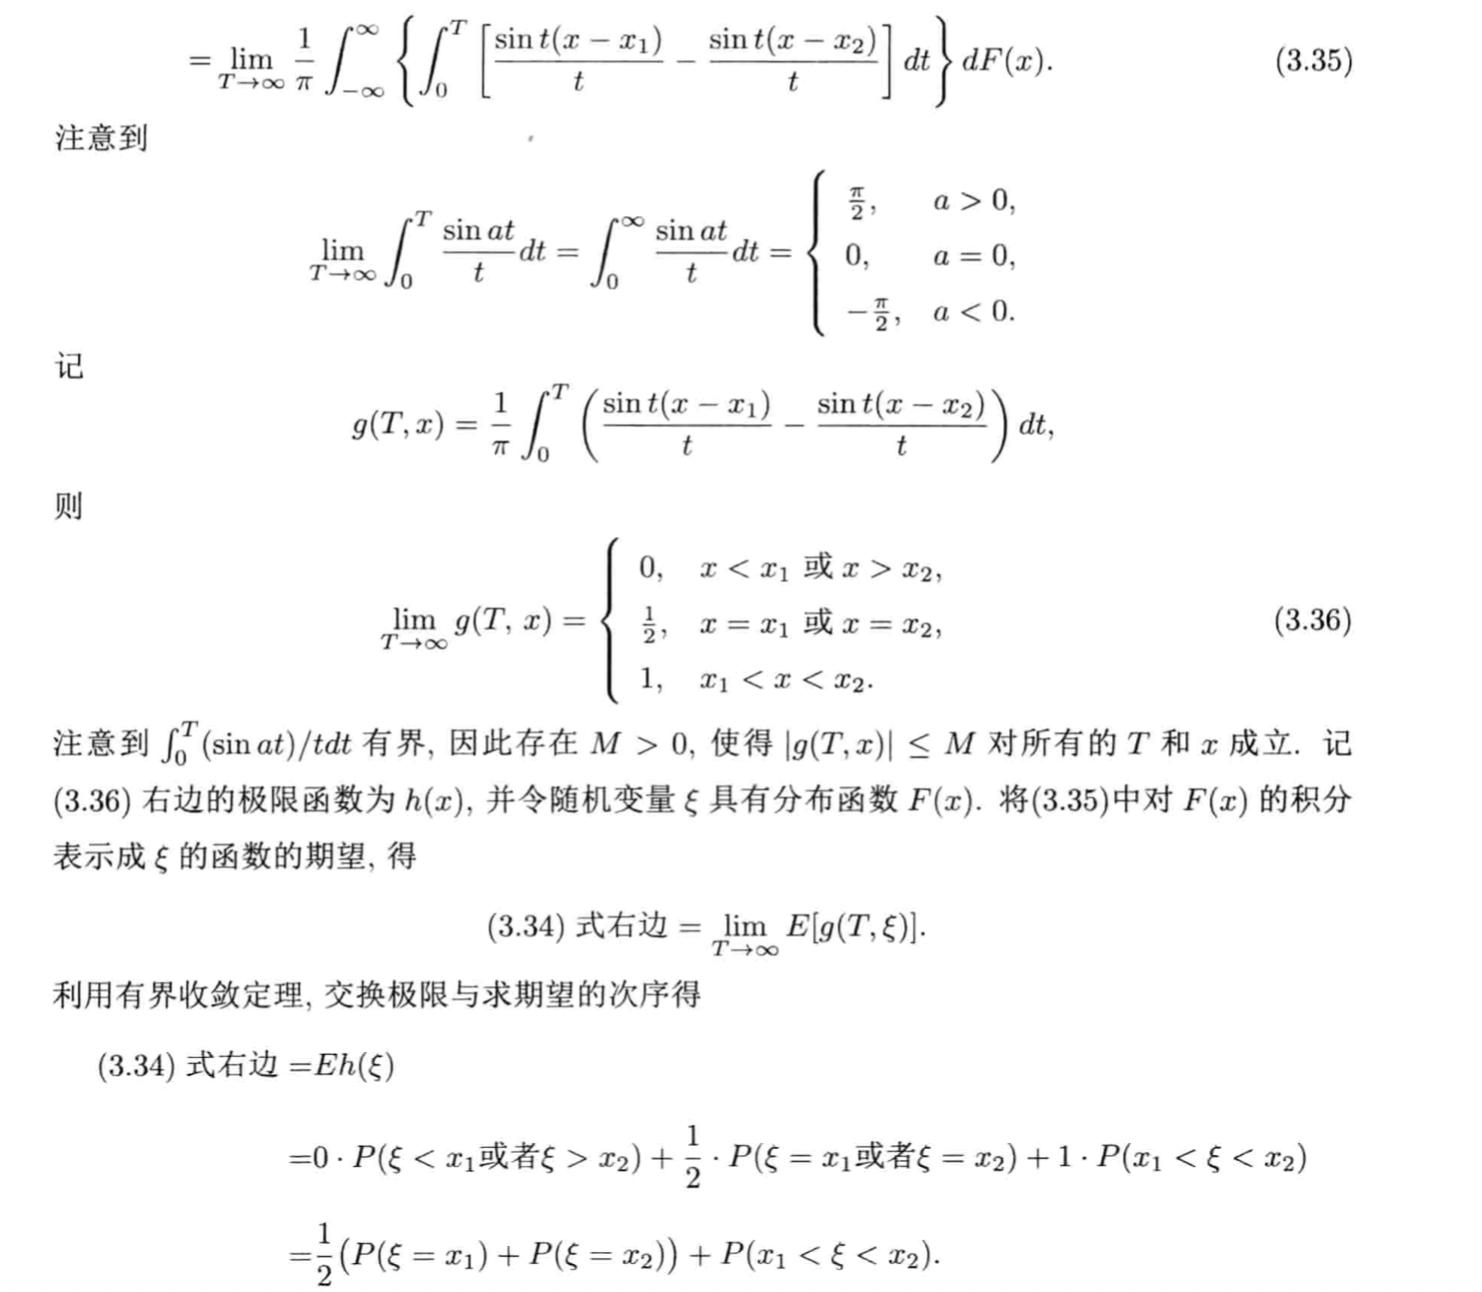 $= \lim_{T\to\infty} \frac{1}{\pi} \int_{-\infty}^{\infty} \left\{ \int_0^T \left[ \frac{\sin t(x-x_1)}{t} - \frac{\sin t(x-x_2)}{t} \right] dt \right\} dF(x).$ (3.35)
注意到
$\lim_{T\to\infty} \int_0^T \frac{\sin at}{t} dt = \int_0^\infty \frac{\sin at}{t} dt = \begin{cases} \frac{\pi}{2}, & a > 0, \\ 0, & a = 0, \\ -\frac{\pi}{2}, & a < 0. \end{cases}$
记
$g(T, x) = \frac{1}{\pi} \int_0^T \left( \frac{\sin t(x-x_1)}{t} - \frac{\sin t(x-x_2)}{t} \right) dt,$
则
$\lim_{T\to\infty} g(T, x) = \begin{cases} 0, & x < x_1 \text{ 或 } x > x_2, \\ \frac{1}{2}, & x = x_1 \text{ 或 } x = x_2, \\ 1, & x_1 < x < x_2. \end{cases}$ (3.36)
注意到 $\int_0^T (\sin at)/t dt$ 有界, 因此存在 $M > 0$, 使得 $|g(T, x)| \leq M$ 对所有的 $T$ 和 $x$ 成立. 记
(3.36) 右边的极限函数为 $h(x)$, 并令随机变量 $\xi$ 具有分布函数 $F(x)$. 将(3.35)中对 $F(x)$ 的积分
表示成 $\xi$ 的函数的期望, 得
(3.34) 式右边 $= \lim_{T\to\infty} E[g(T, \xi)].$
利用有界收敛定理, 交换极限与求期望的次序得
(3.34) 式右边 $= Eh(\xi)$
$= 0 \cdot P(\xi < x_1 \text{或者} \xi > x_2) + \frac{1}{2} \cdot P(\xi = x_1 \text{或者} \xi = x_2) + 1 \cdot P(x_1 < \xi < x_2)$
$= \frac{1}{2} \big( P(\xi = x_1) + P(\xi = x_2) \big) + P(x_1 < \xi < x_2).$